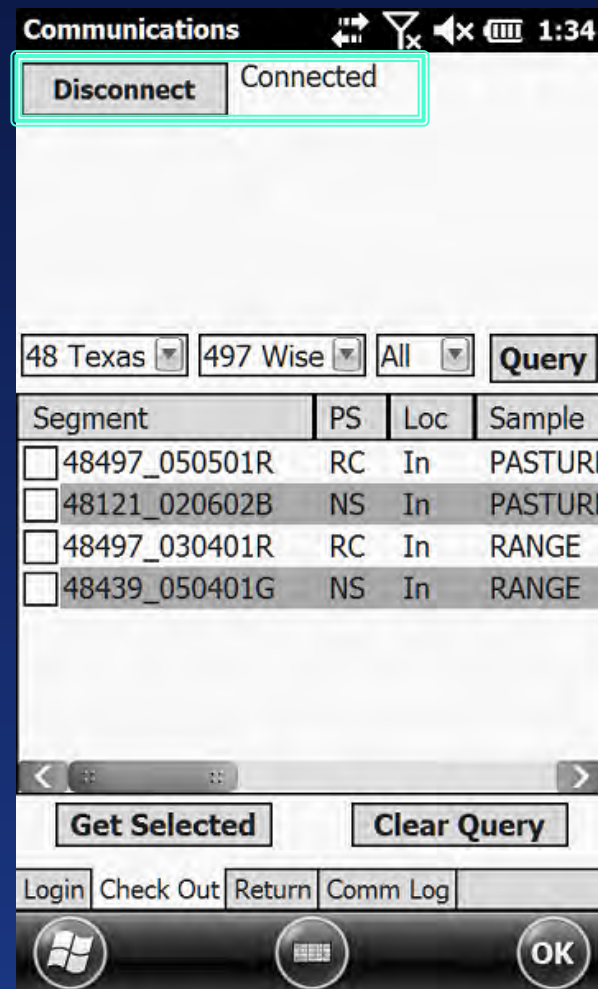 Communications 1:34
Disconnect Connected
48 Texas 497 Wise All Query
Segment PS Loc Sample
48497_050501R RC In PASTURE
48121_020602B NS In PASTURE
48497_030401R RC In RANGE
48439_050401G NS In RANGE
Get Selected Clear Query
Login Check Out Return Comm Log
OK